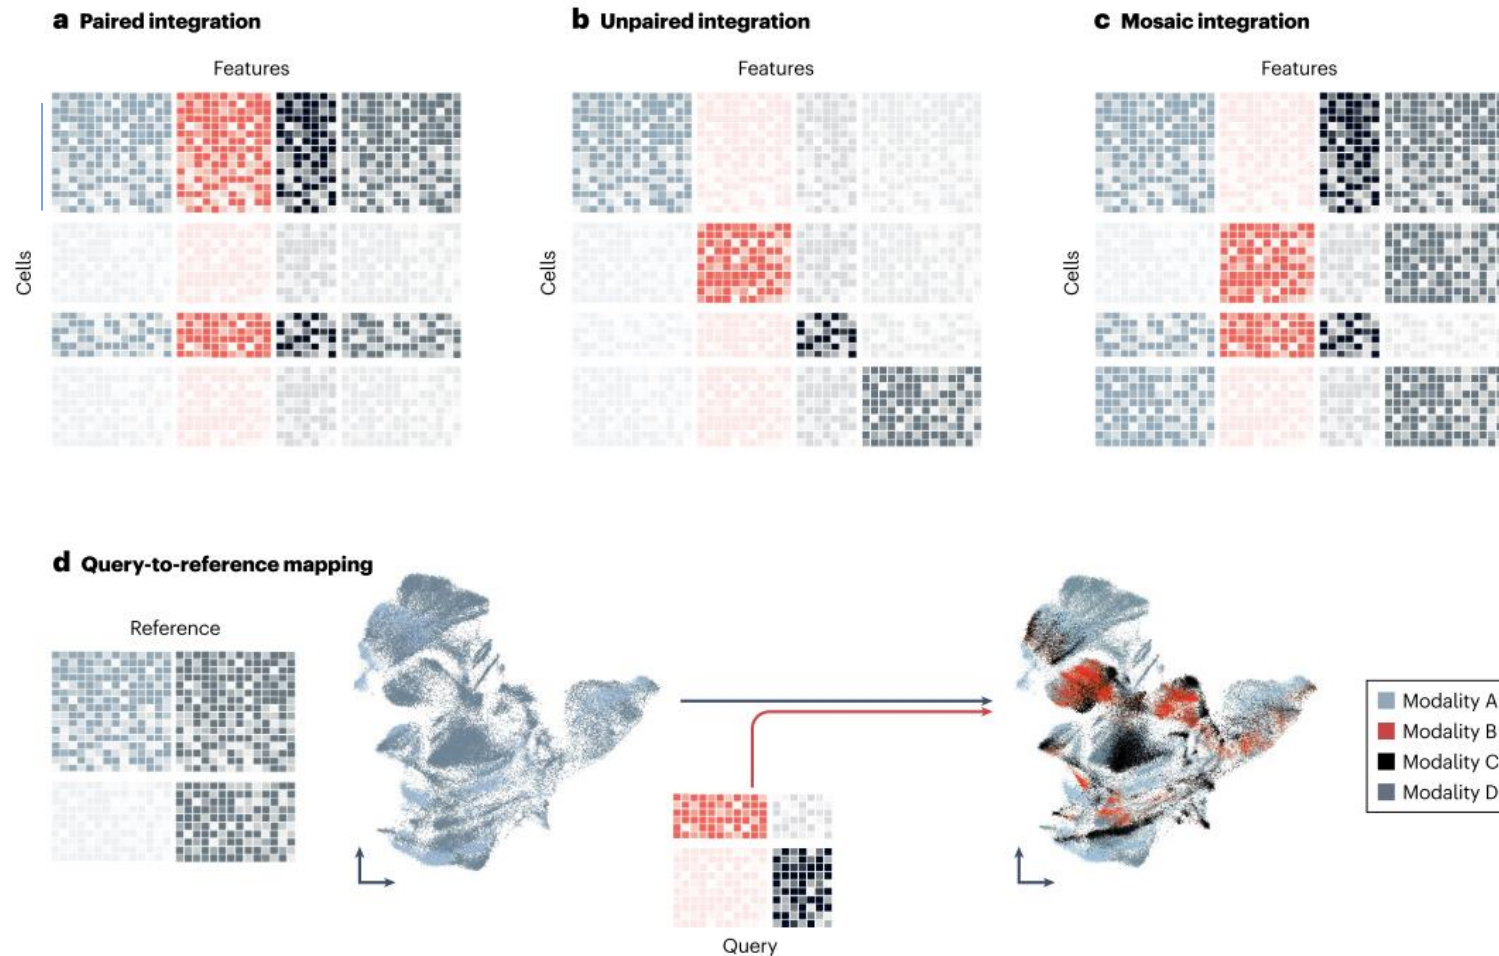 a Paired integration
Features
Cells
b Unpaired integration
Features
Cells
c Mosaic integration
Features
Cells
d Query-to-reference mapping
Reference
Query
Modality A
Modality B
Modality C
Modality D